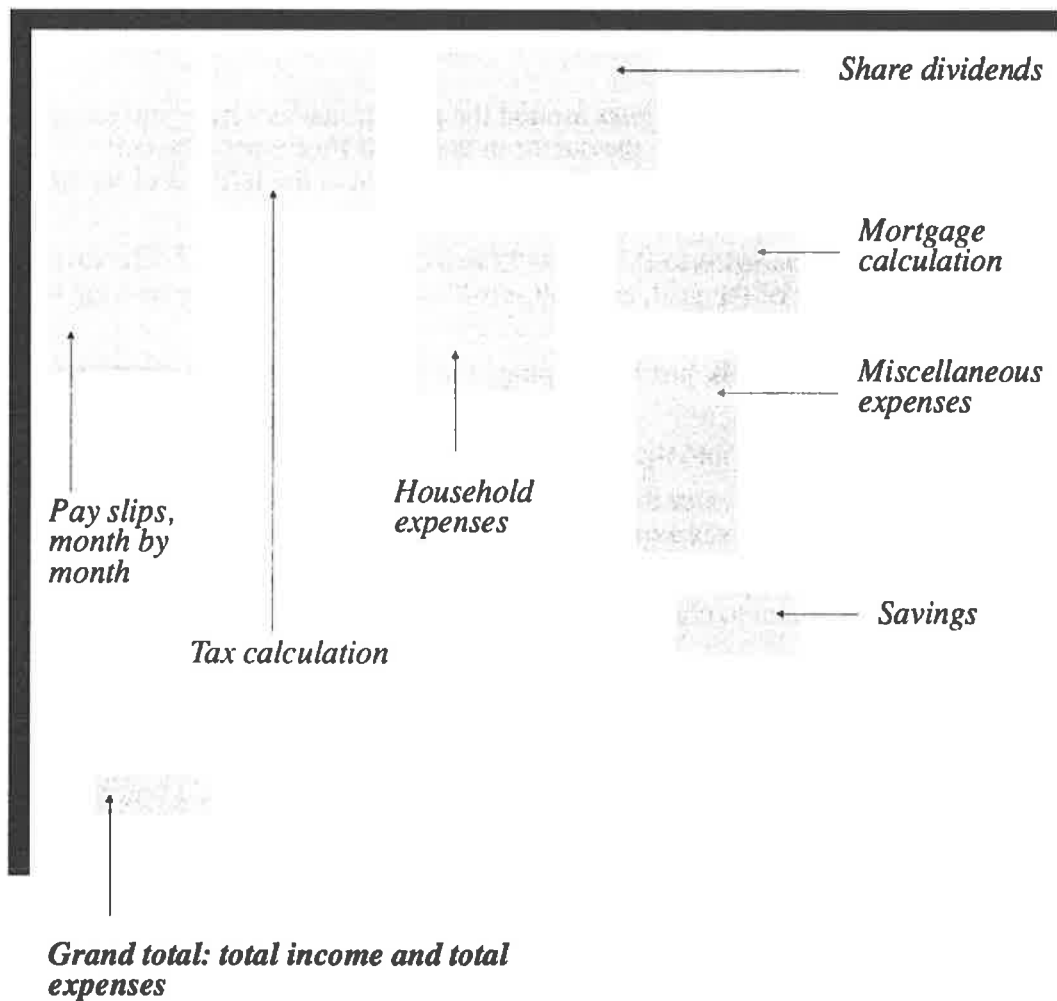 Share dividends
Mortgage
calculation
Miscellaneous
expenses
Household
expenses
Pay slips,
month by
month
Savings
Tax calculation
Grand total: total income and total
expenses